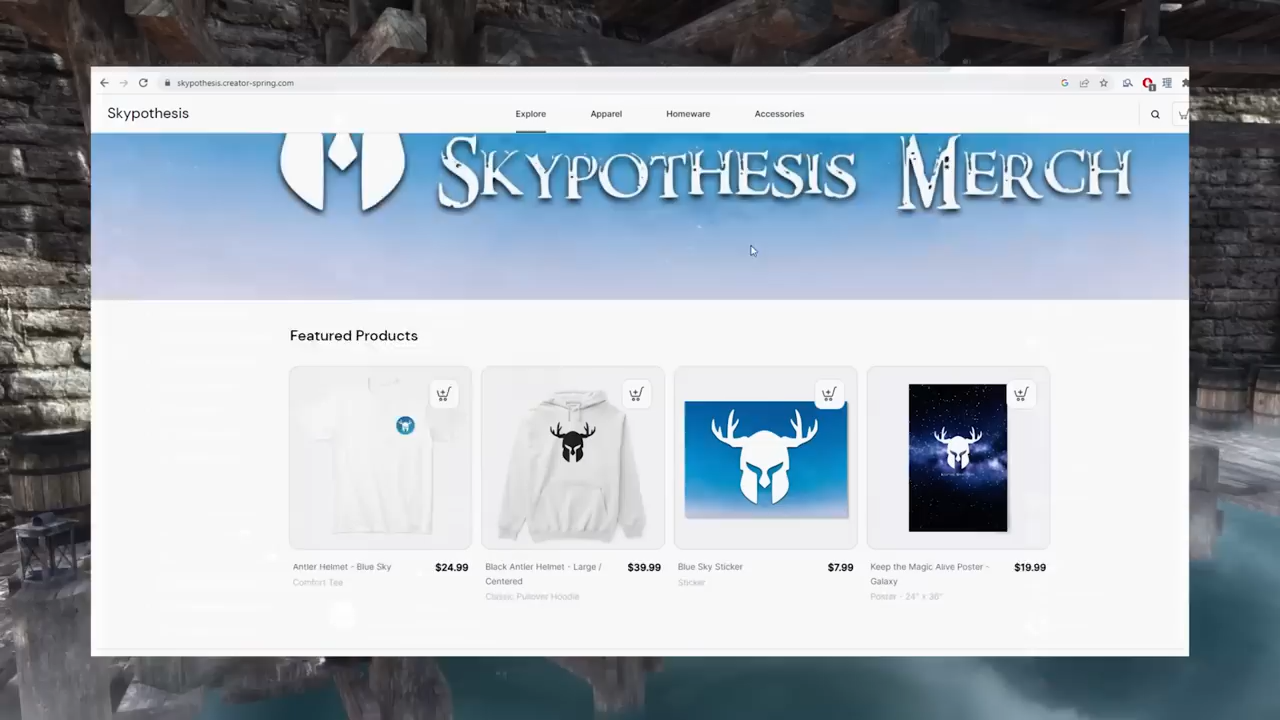 skypothesis.creator-spring.com
Skypothesis
Explore
Apparel
Homeware
Accessories
SKYPOTHESIS MERCH
Featured Products
Antler Helmet - Blue Sky
$24.99
Comfort Tee
Black Antler Helmet - Large /
Centered
$39.99
Classic Pullover Hoodie
Blue Sky Sticker
$7.99
Sticker
Keep the Magic Alive Poster -
Galaxy
$19.99
Poster - 24" x 36"